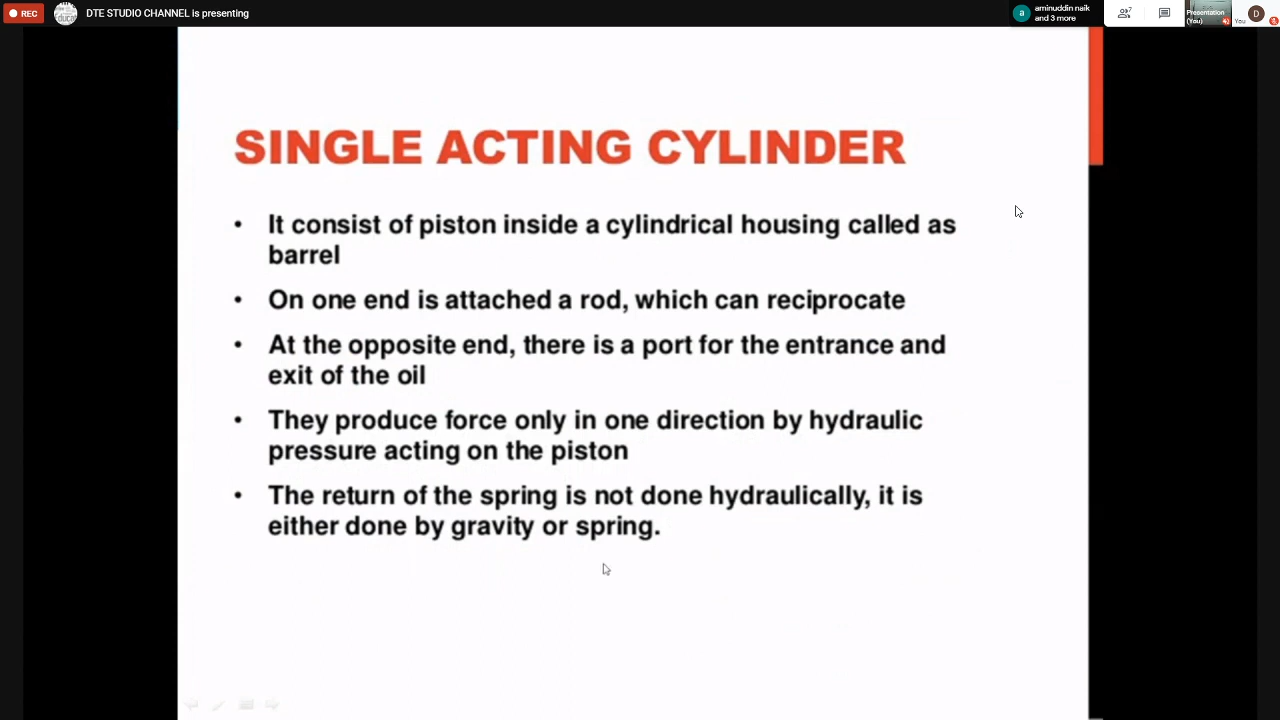 REC
DTE STUDIO CHANNEL is presenting
a
aminuddin naik
and 3 more
7
Presentation
(You)
You
D
SINGLE ACTING CYLINDER
• It consist of piston inside a cylindrical housing called as
barrel
• On one end is attached a rod, which can reciprocate
• At the opposite end, there is a port for the entrance and
exit of the oil
• They produce force only in one direction by hydraulic
pressure acting on the piston
• The return of the spring is not done hydraulically, it is
either done by gravity or spring.